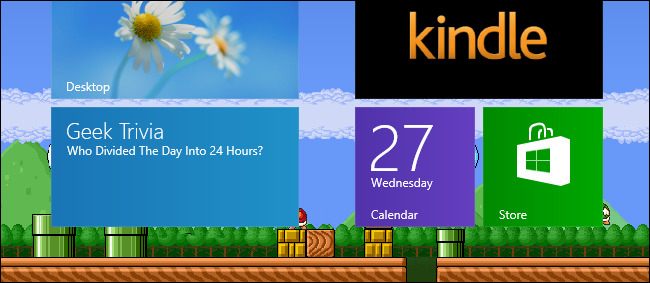 Desktop
kindle
Geek Trivia
Who Divided The Day Into 24 Hours?
27
Wednesday
Calendar
Store